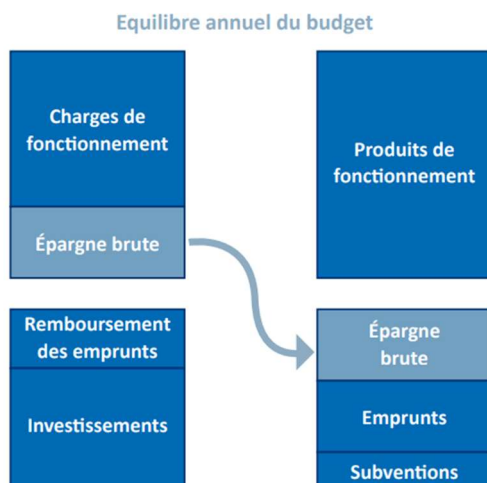 Equilibre annuel du budget
Charges de
fonctionnement
Épargne brute
Produits de
fonctionnement
Remboursement
des emprunts
Investissements
Épargne
brute
Emprunts
Subventions